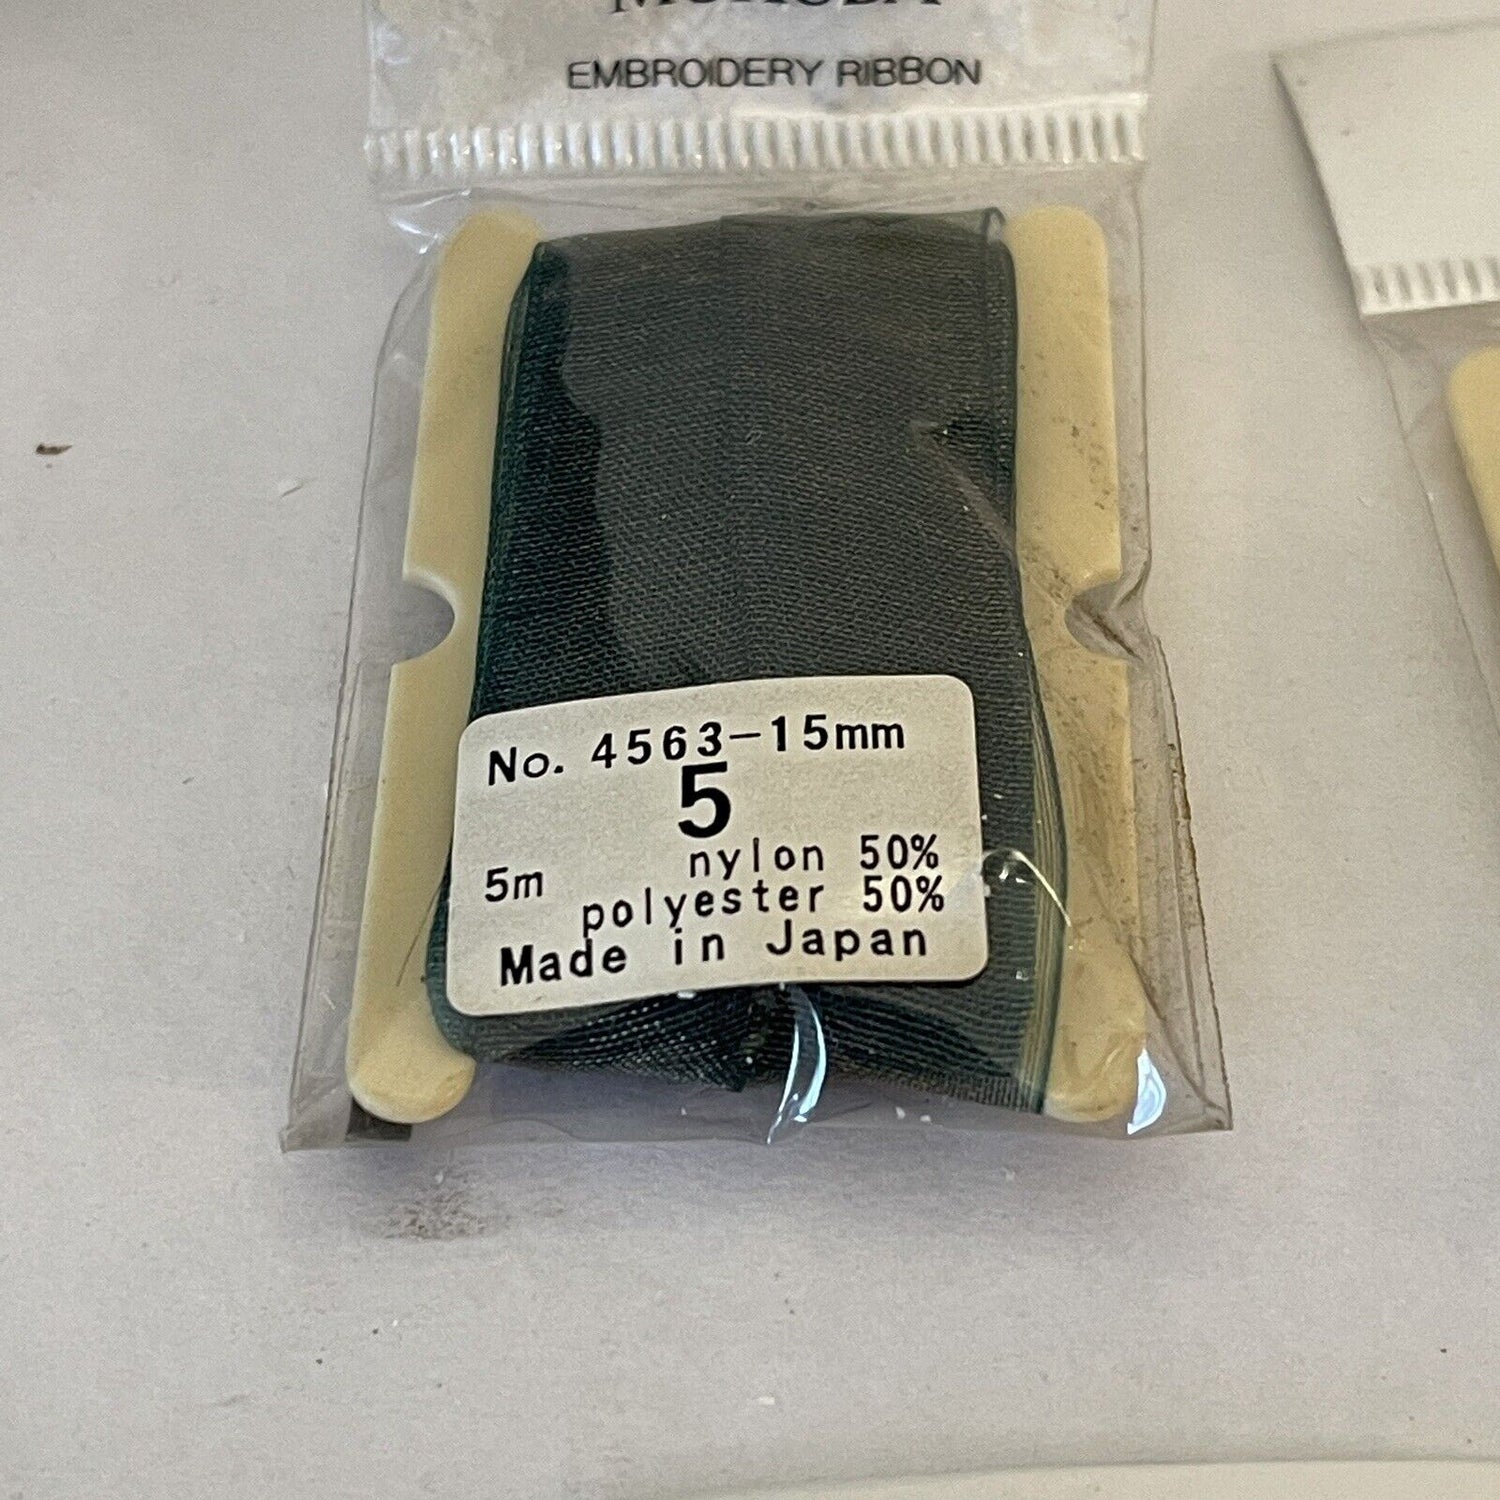 EMBROIDERY RIBBON
No. 4563-15mm
5
nylon 50%
5m
polyester 50%
Made in Japan